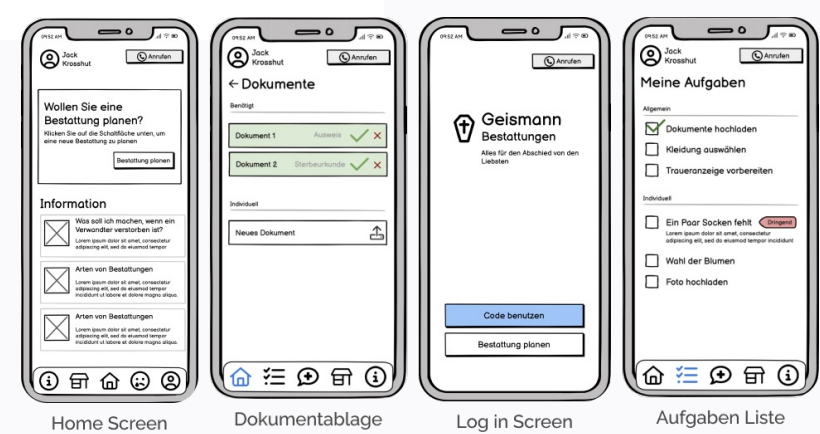 09:52 AM
Jack
Krosshut
Anrufen
Wollen Sie eine
Bestattung planen?
Klicken Sie auf die Schaltfläche unten, um
eine neue Bestattung zu planen
Bestattung planen
Information
Was soll ich machen, wenn ein
Verwandter verstorben ist?
Lorem ipsum dolor sit amet, consectetur
adipiscing elit, sed do eiusmod tempor
Arten von Bestattungen
Lorem ipsum dolor sit amet, consectetur
adipiscing elit, sed do eiusmod tempor
incididunt ut labore et dolore magna aliqua.
Arten von Bestattungen
Lorem ipsum dolor sit amet, consectetur
adipiscing elit, sed do eiusmod tempor
incididunt ut labore et dolore magna aliqua.
Home Screen
09:52 AM
Jack
Krosshut
Anrufen
Dokumente
Benötigt
Dokument 1 Ausweis
Dokument 2 Sterbeurkunde
Individuell
Neues Dokument
Dokumentablage
09:52 AM
Anrufen
Geismann
Bestattungen
Alles für den Abschied von den
Liebsten
Code benutzen
Bestattung planen
Log in Screen
09:52 AM
Jack
Krosshut
Anrufen
Meine Aufgaben
Allgemein
Dokumente hochladen
Kleidung auswählen
Traueranzeige vorbereiten
Individuell
Ein Paar Socken fehlt Dringend
Lorem ipsum dolor sit amet, consectetur
adipiscing elit, sed do eiusmod tempor incididunt
Wahl der Blumen
Foto hochladen
Aufgaben Liste